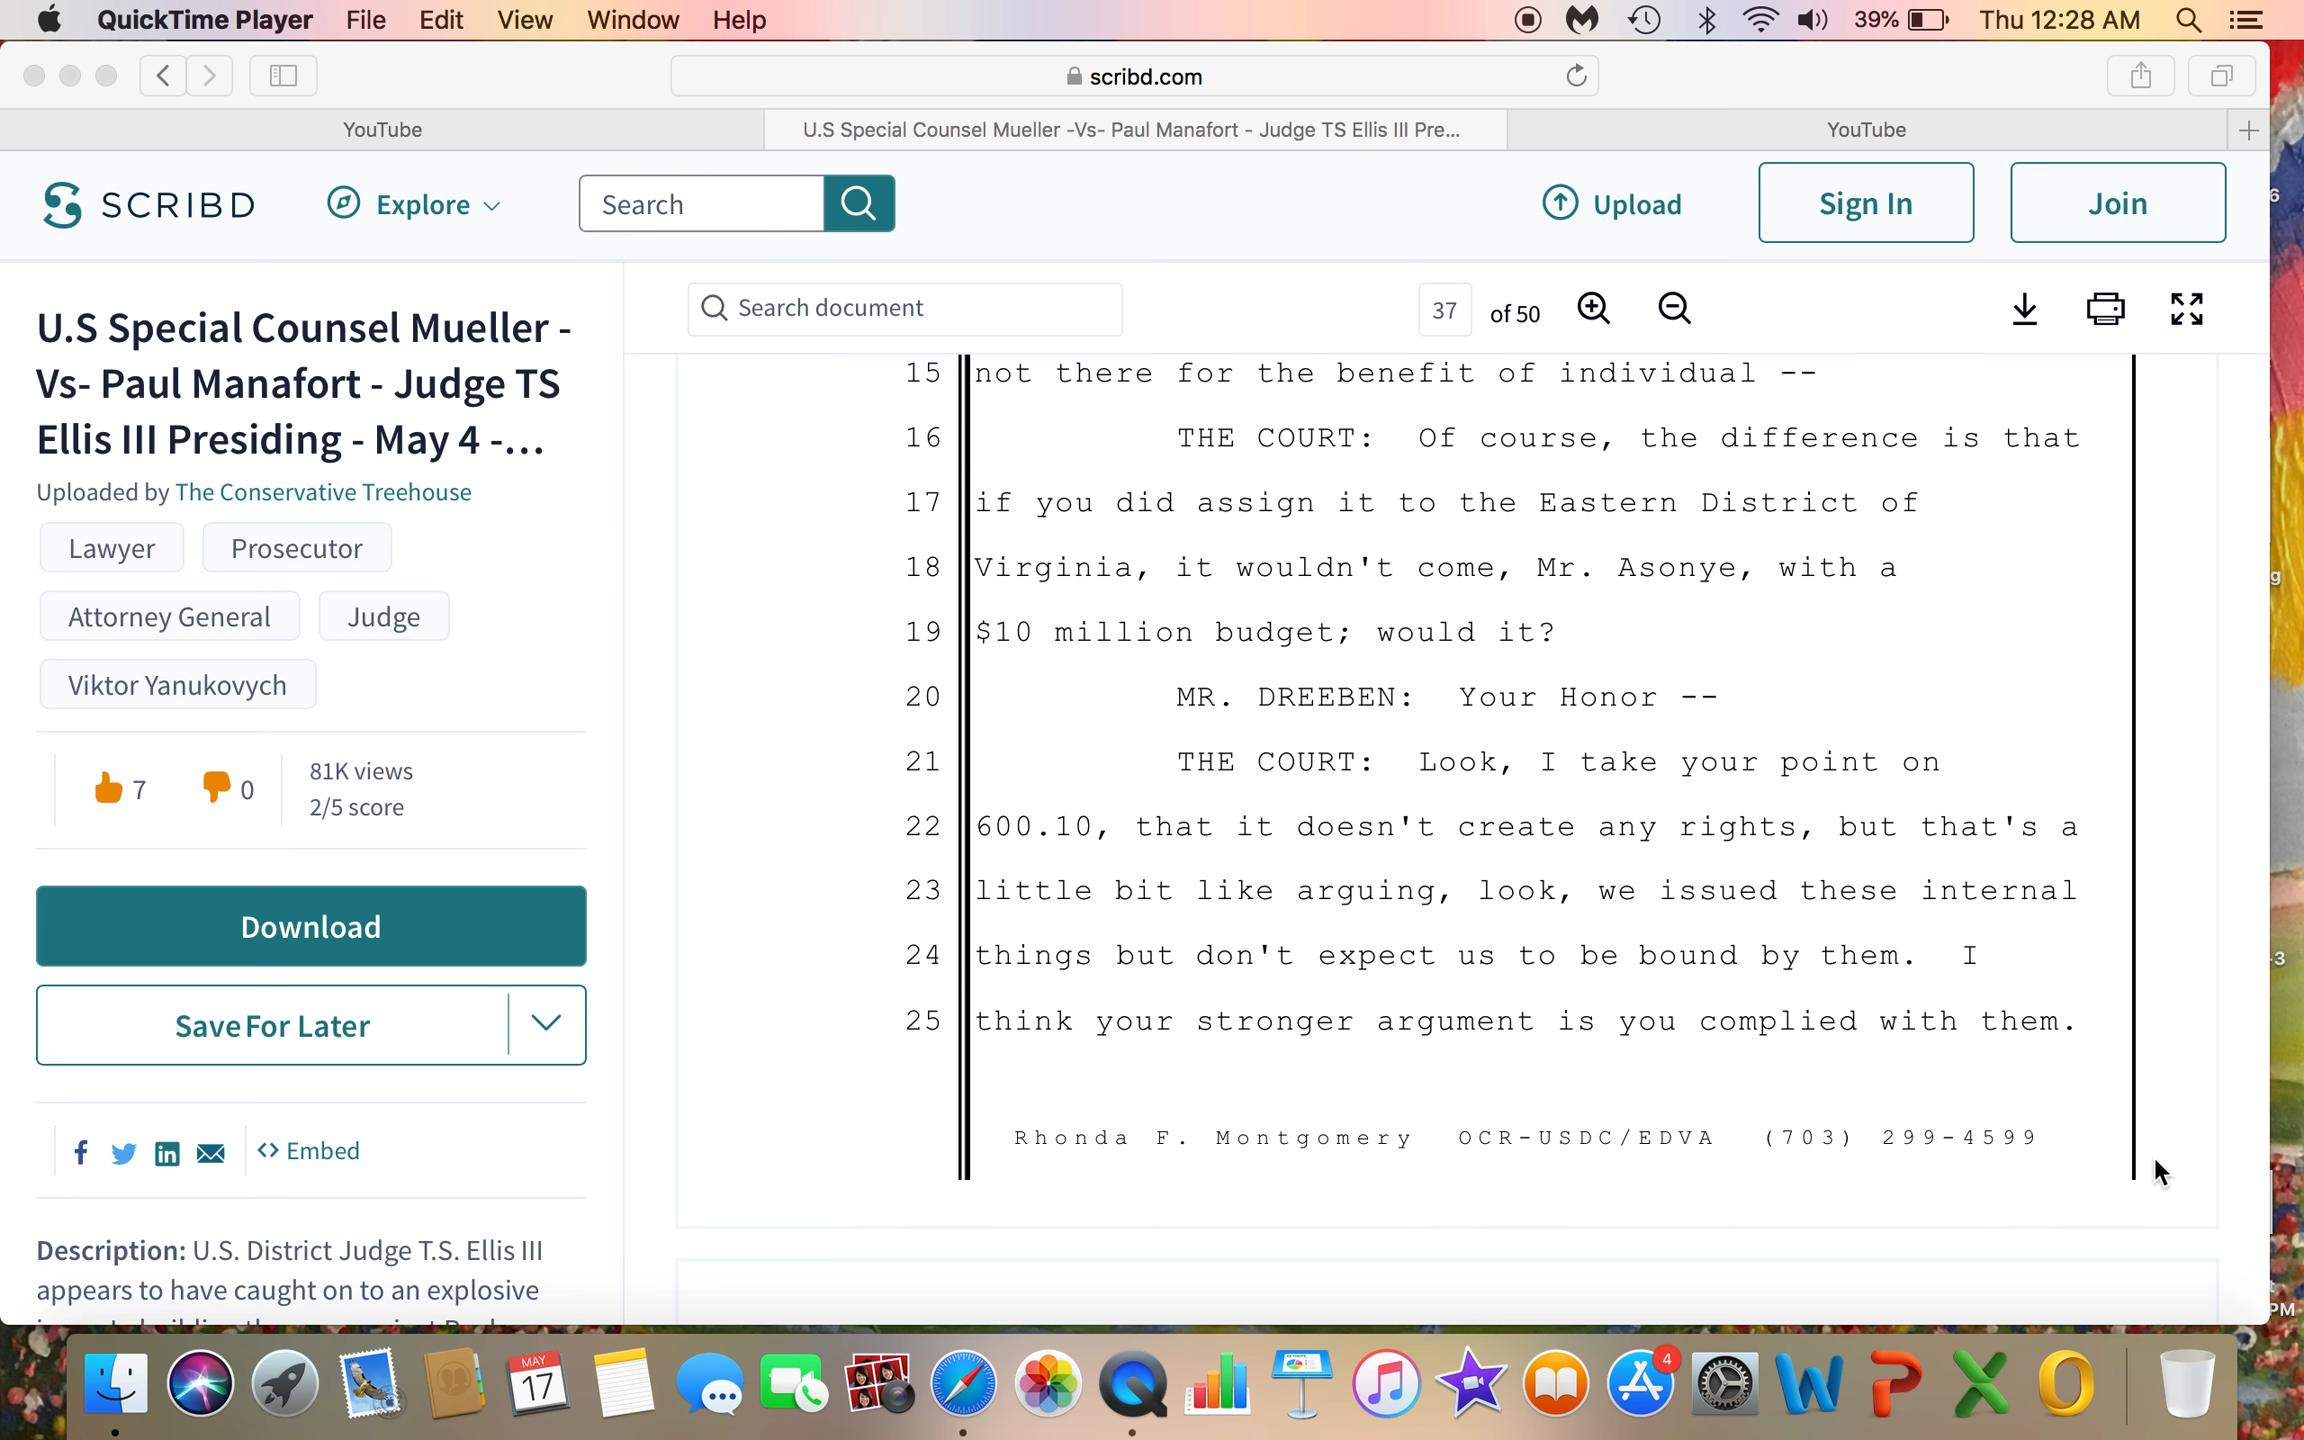 QuickTime Player File Edit View Window Help 39% Thu 12:28 AM
scribd.com
YouTube
U.S Special Counsel Mueller -Vs- Paul Manafort - Judge TS Ellis III Pre...
YouTube
SCRIBD Explore Search Upload Sign In Join
U.S Special Counsel Mueller -
Vs- Paul Manafort - Judge TS
Ellis III Presiding - May 4 -...
Uploaded by The Conservative Treehouse
Lawyer Prosecutor
Attorney General Judge
Viktor Yanukovych
7 0 81K views
2/5 score
Download
Save For Later
Embed
Description: U.S. District Judge T.S. Ellis III
appears to have caught on to an explosive
Search document 37 of 50
15 not there for the benefit of individual --
16 THE COURT: Of course, the difference is that
17 if you did assign it to the Eastern District of
18 Virginia, it wouldn't come, Mr. Asonye, with a
19 $10 million budget; would it?
20 MR. DREEBEN: Your Honor --
21 THE COURT: Look, I take your point on
22 600.10, that it doesn't create any rights, but that's a
23 little bit like arguing, look, we issued these internal
24 things but don't expect us to be bound by them. I
25 think your stronger argument is you complied with them.
Rhonda F. Montgomery OCR-USDC/EDVA (703) 299-4599
6
g
-3
PM
MAY
17
4